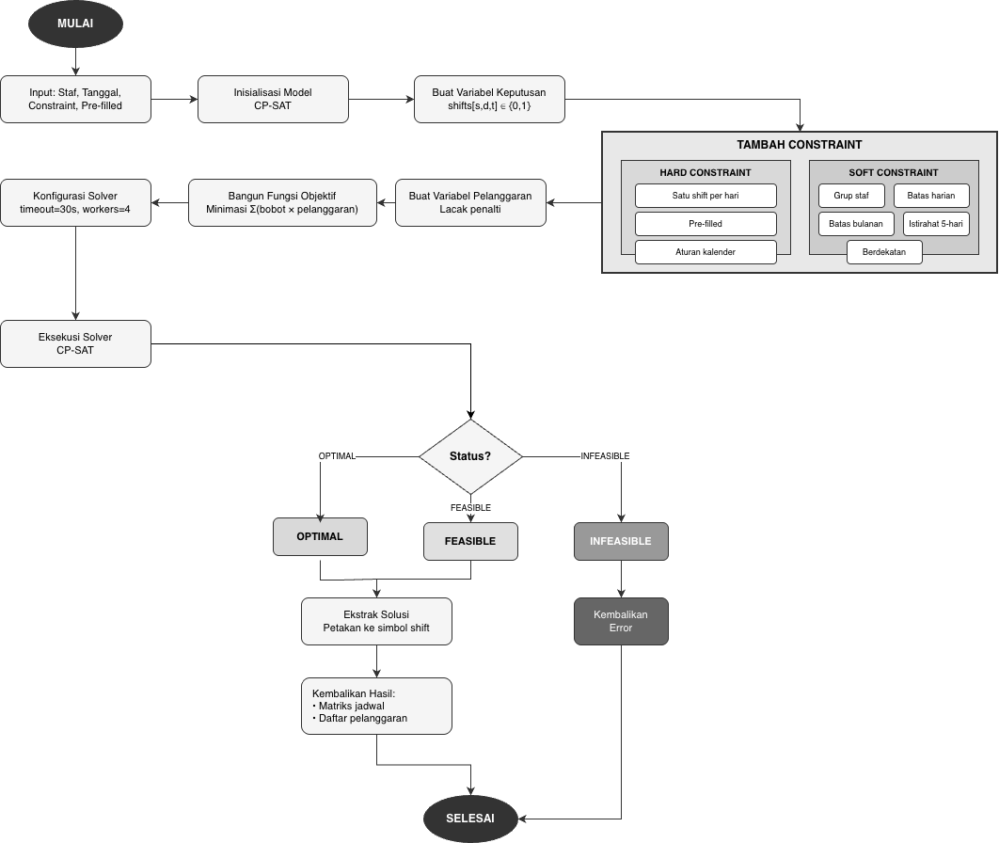 MULAI
Input: Staf, Tanggal,
Constraint, Pre-filled
Inisialisasi Model
CP-SAT
Buat Variabel Keputusan
shifts[s,d,t] ∈ {0,1}
TAMBAH CONSTRAINT
HARD CONSTRAINT
Satu shift per hari
Pre-filled
Aturan kalender
SOFT CONSTRAINT
Grup staf
Batas harian
Batas bulanan
Istirahat 5-hari
Berdekatan
Buat Variabel Pelanggaran
Lacak penalti
Bangun Fungsi Objektif
Minimasi Σ(bobot × pelanggaran)
Konfigurasi Solver
timeout=30s, workers=4
Eksekusi Solver
CP-SAT
Status?
OPTIMAL
FEASIBLE
INFEASIBLE
OPTIMAL
FEASIBLE
INFEASIBLE
Ekstrak Solusi
Petakan ke simbol shift
Kembalikan
Error
Kembalikan Hasil:
• Matriks jadwal
• Daftar pelanggaran
SELESAI